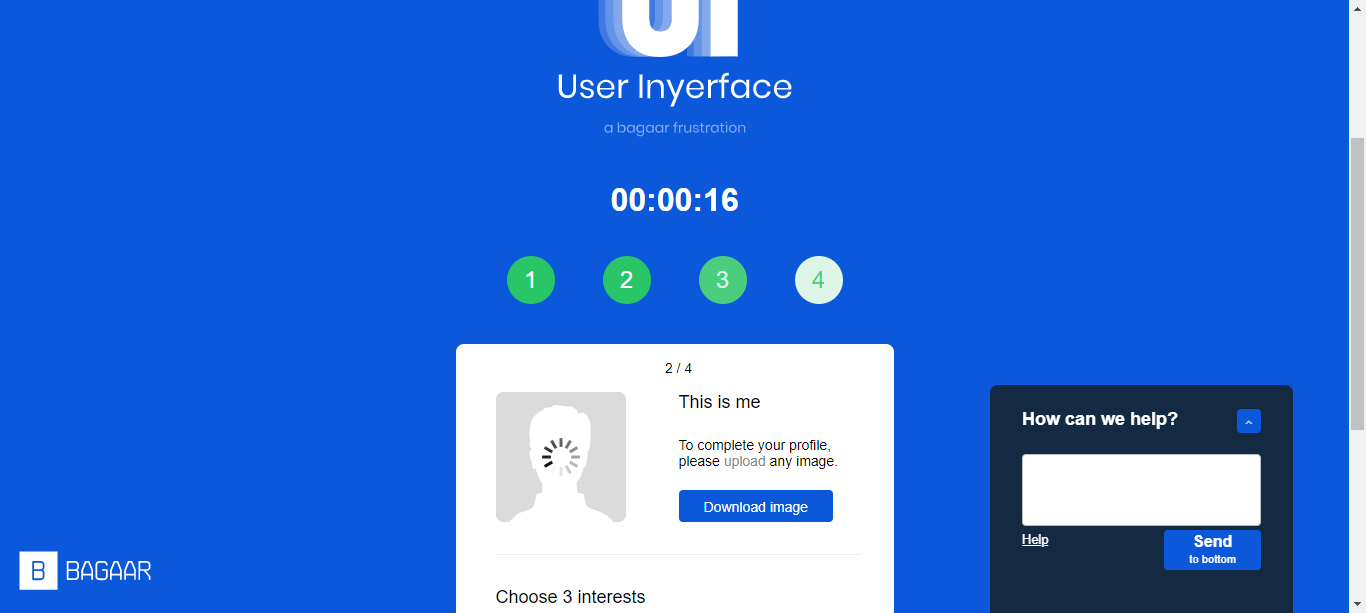 UI
User Inyerface
a bagaar frustration
00:00:16
1 2 3 4
2 / 4
This is me
To complete your profile,
please upload any image.
Download image
Choose 3 interests
How can we help?
Help
Send
to bottom
B BAGAAR